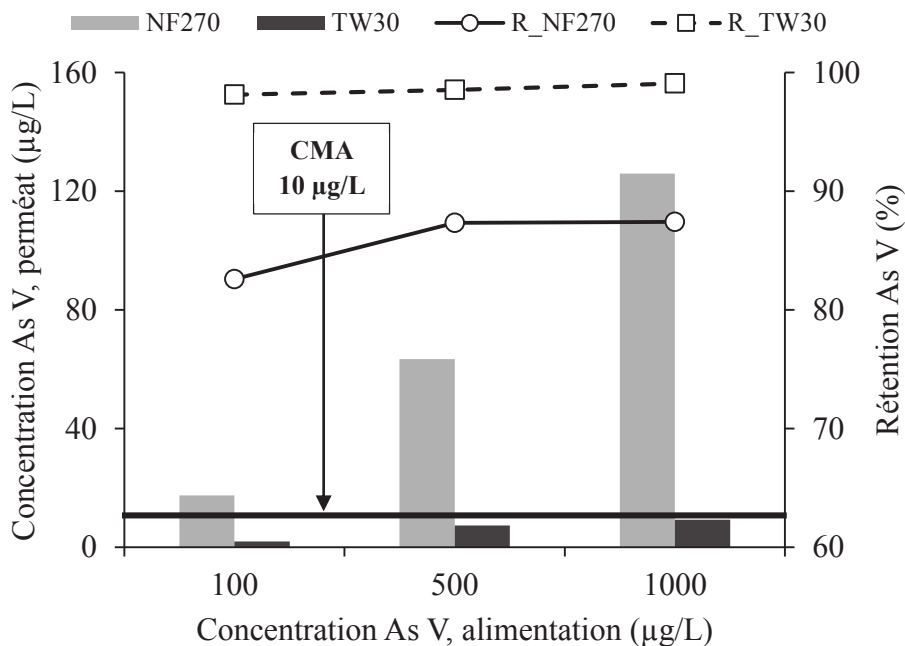 NF270 TW30 R_NF270 R_TW30
Concentration As V, perméat (µg/L)
160
120
80
40
0
CMA
10 µg/L
100
90
80
70
60
Rétention As V (%)
100 500 1000
Concentration As V, alimentation (µg/L)